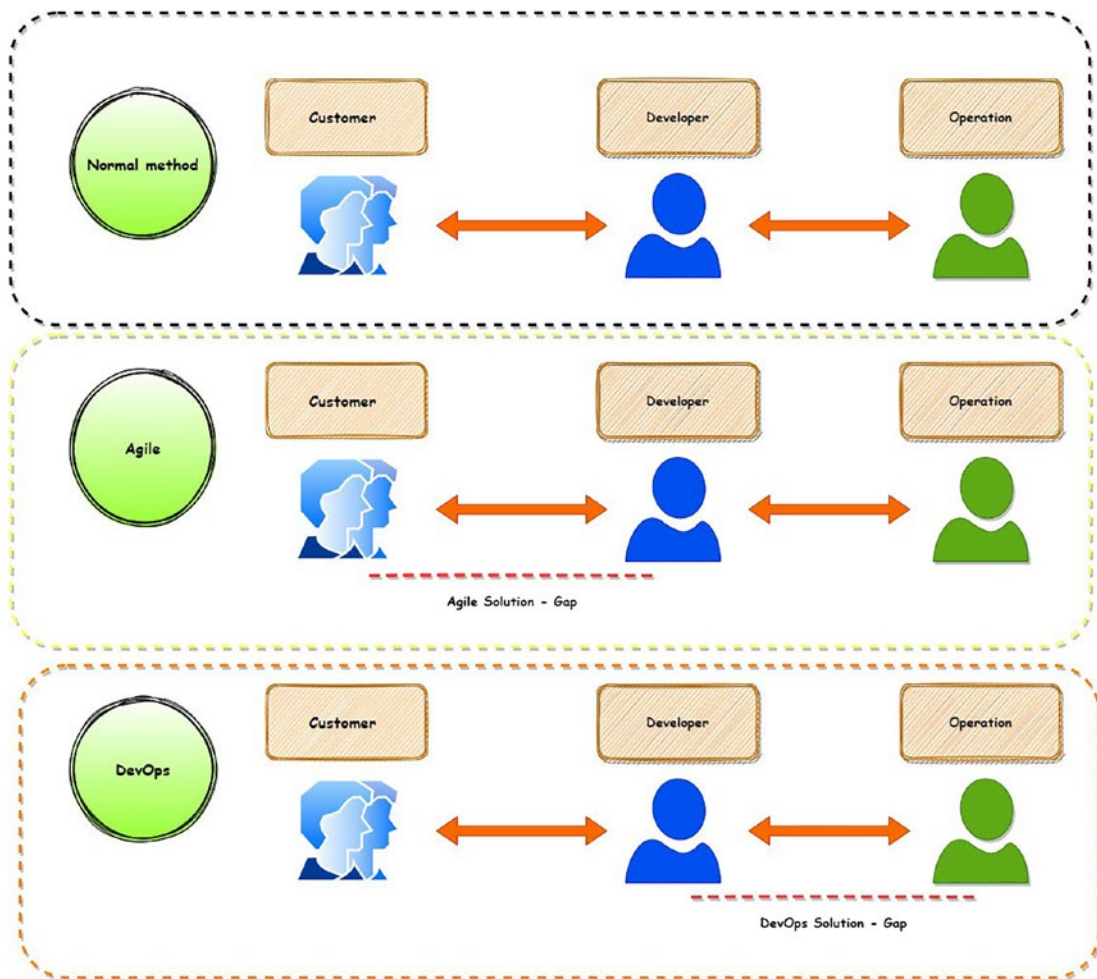 Customer
Developer
Operation
Normal method
Customer
Developer
Operation
Agile
Agile Solution - Gap
Customer
Developer
Operation
DevOps
DevOps Solution - Gap